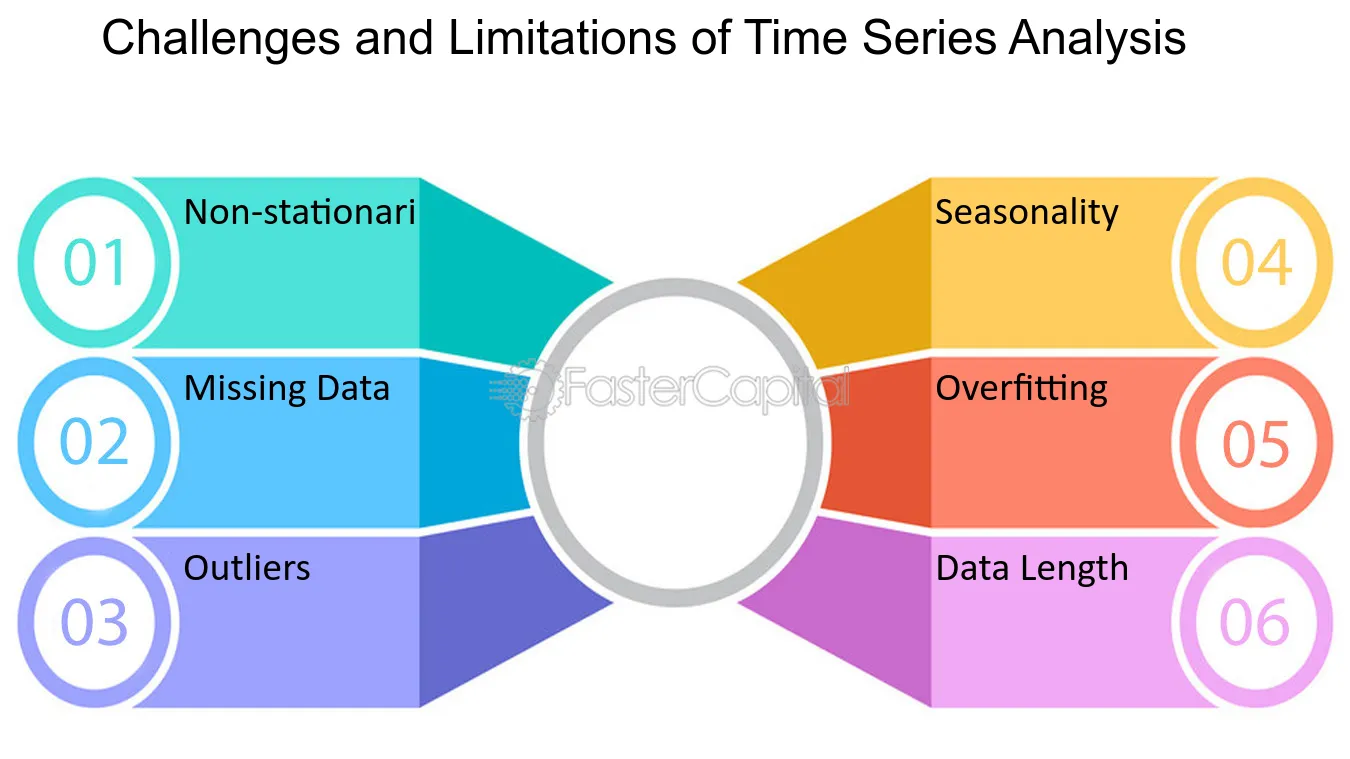 Challenges and Limitations of Time Series Analysis
01
Non-stationari
02
Missing Data
03
Outliers
04
Seasonality
05
Overfitting
06
Data Length
FasterCapital